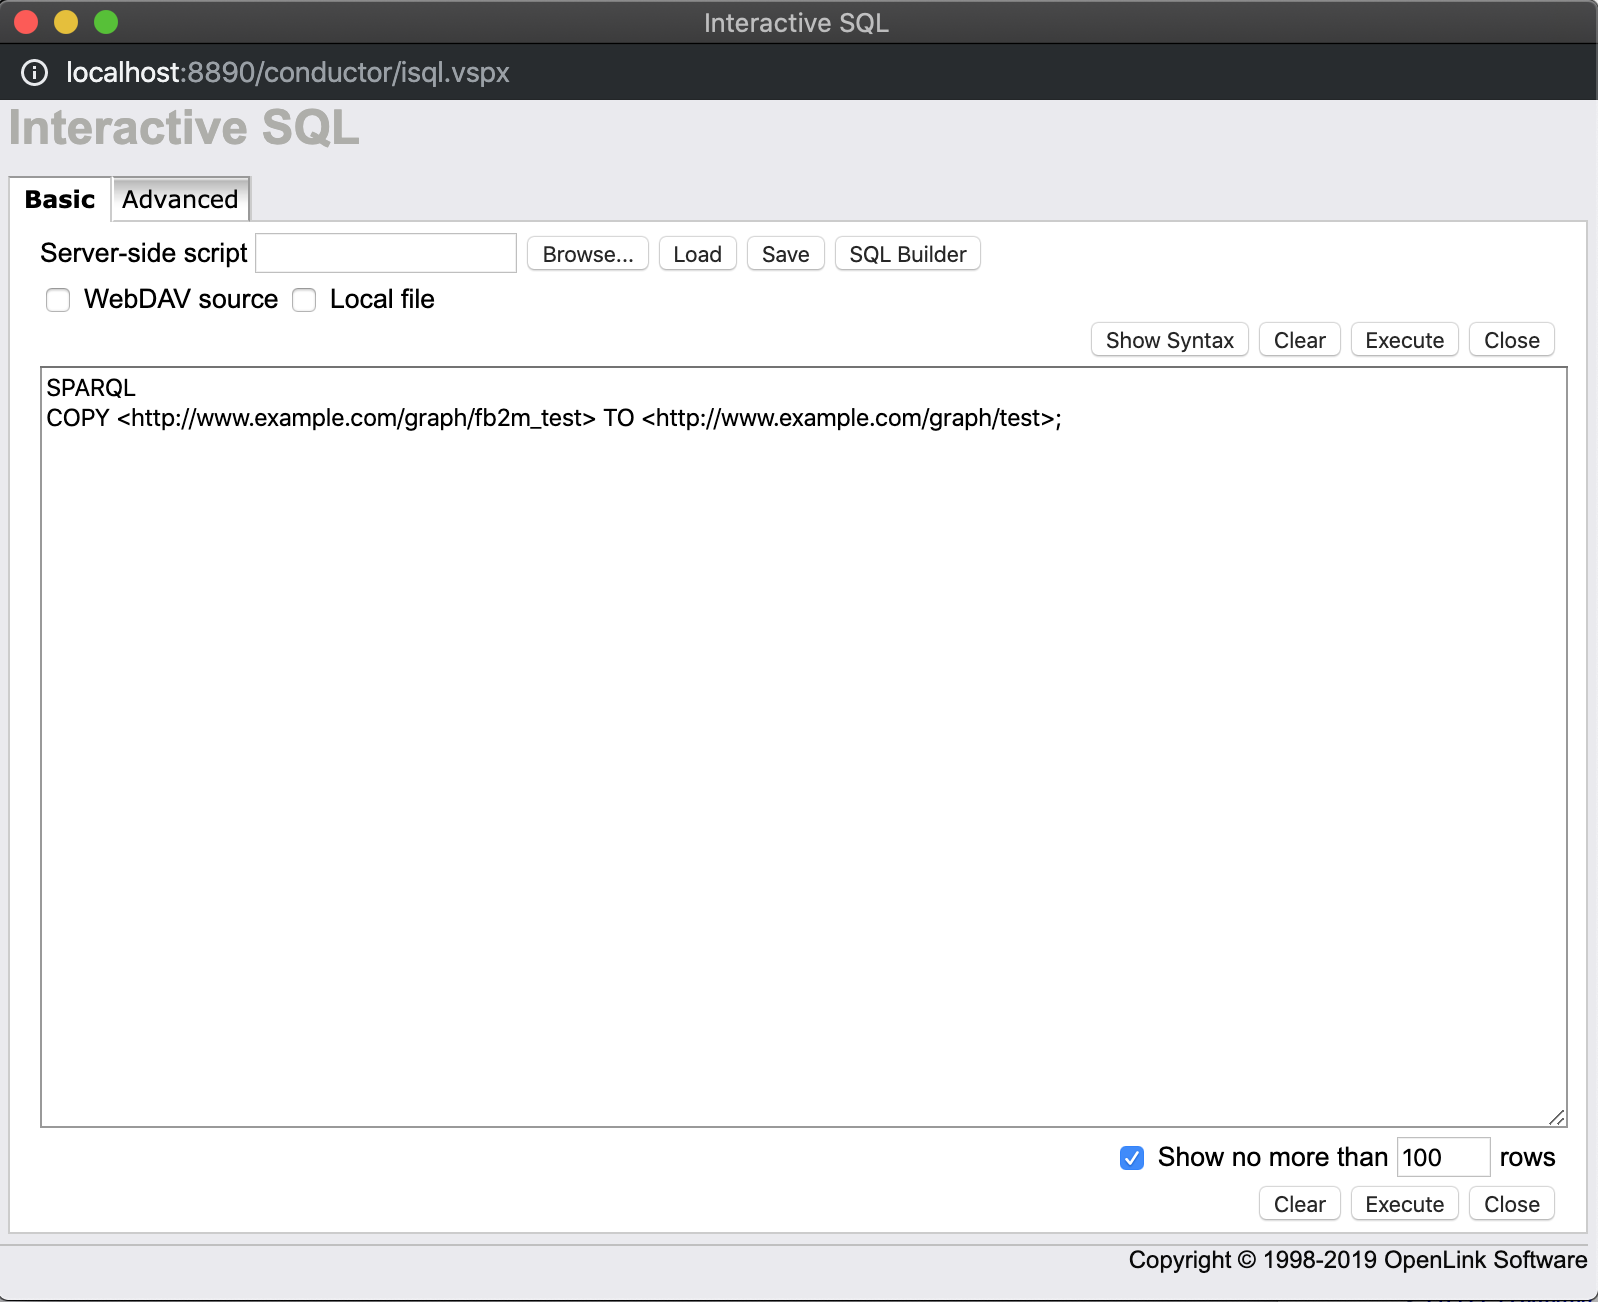 Interactive SQL
localhost:8890/conductor/isql.vspx
Interactive SQL
Basic Advanced
Server-side script Browse... Load Save SQL Builder
WebDAV source Local file
Show Syntax Clear Execute Close
SPARQL
COPY <http://www.example.com/graph/fb2m_test> TO <http://www.example.com/graph/test>;
Show no more than 100 rows
Clear Execute Close
Copyright © 1998-2019 OpenLink Software